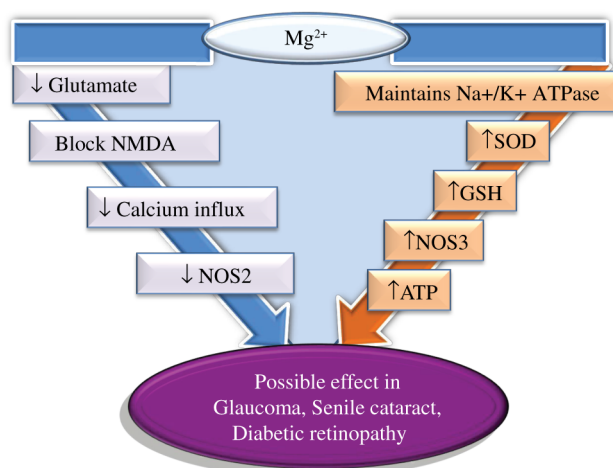 Mg²⁺
↓ Glutamate
Block NMDA
↓ Calcium influx
↓ NOS2
Maintains Na+/K+ ATPase
↑SOD
↑GSH
↑NOS3
↑ATP
Possible effect in
Glaucoma, Senile cataract,
Diabetic retinopathy